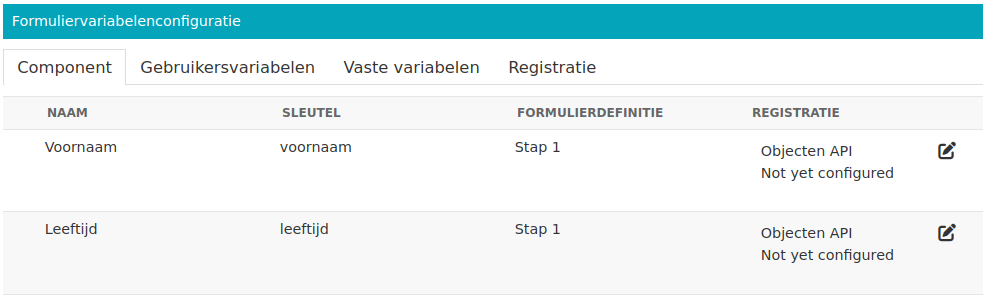 Formuliervariabelenconfiguratie
Component Gebruikersvariabelen Vaste variabelen Registratie
NAAM SLEUTEL FORMULIERDEFINITIE REGISTRATIE
Voornaam voornaam Stap 1 Objecten API
Not yet configured
Leeftijd leeftijd Stap 1 Objecten API
Not yet configured